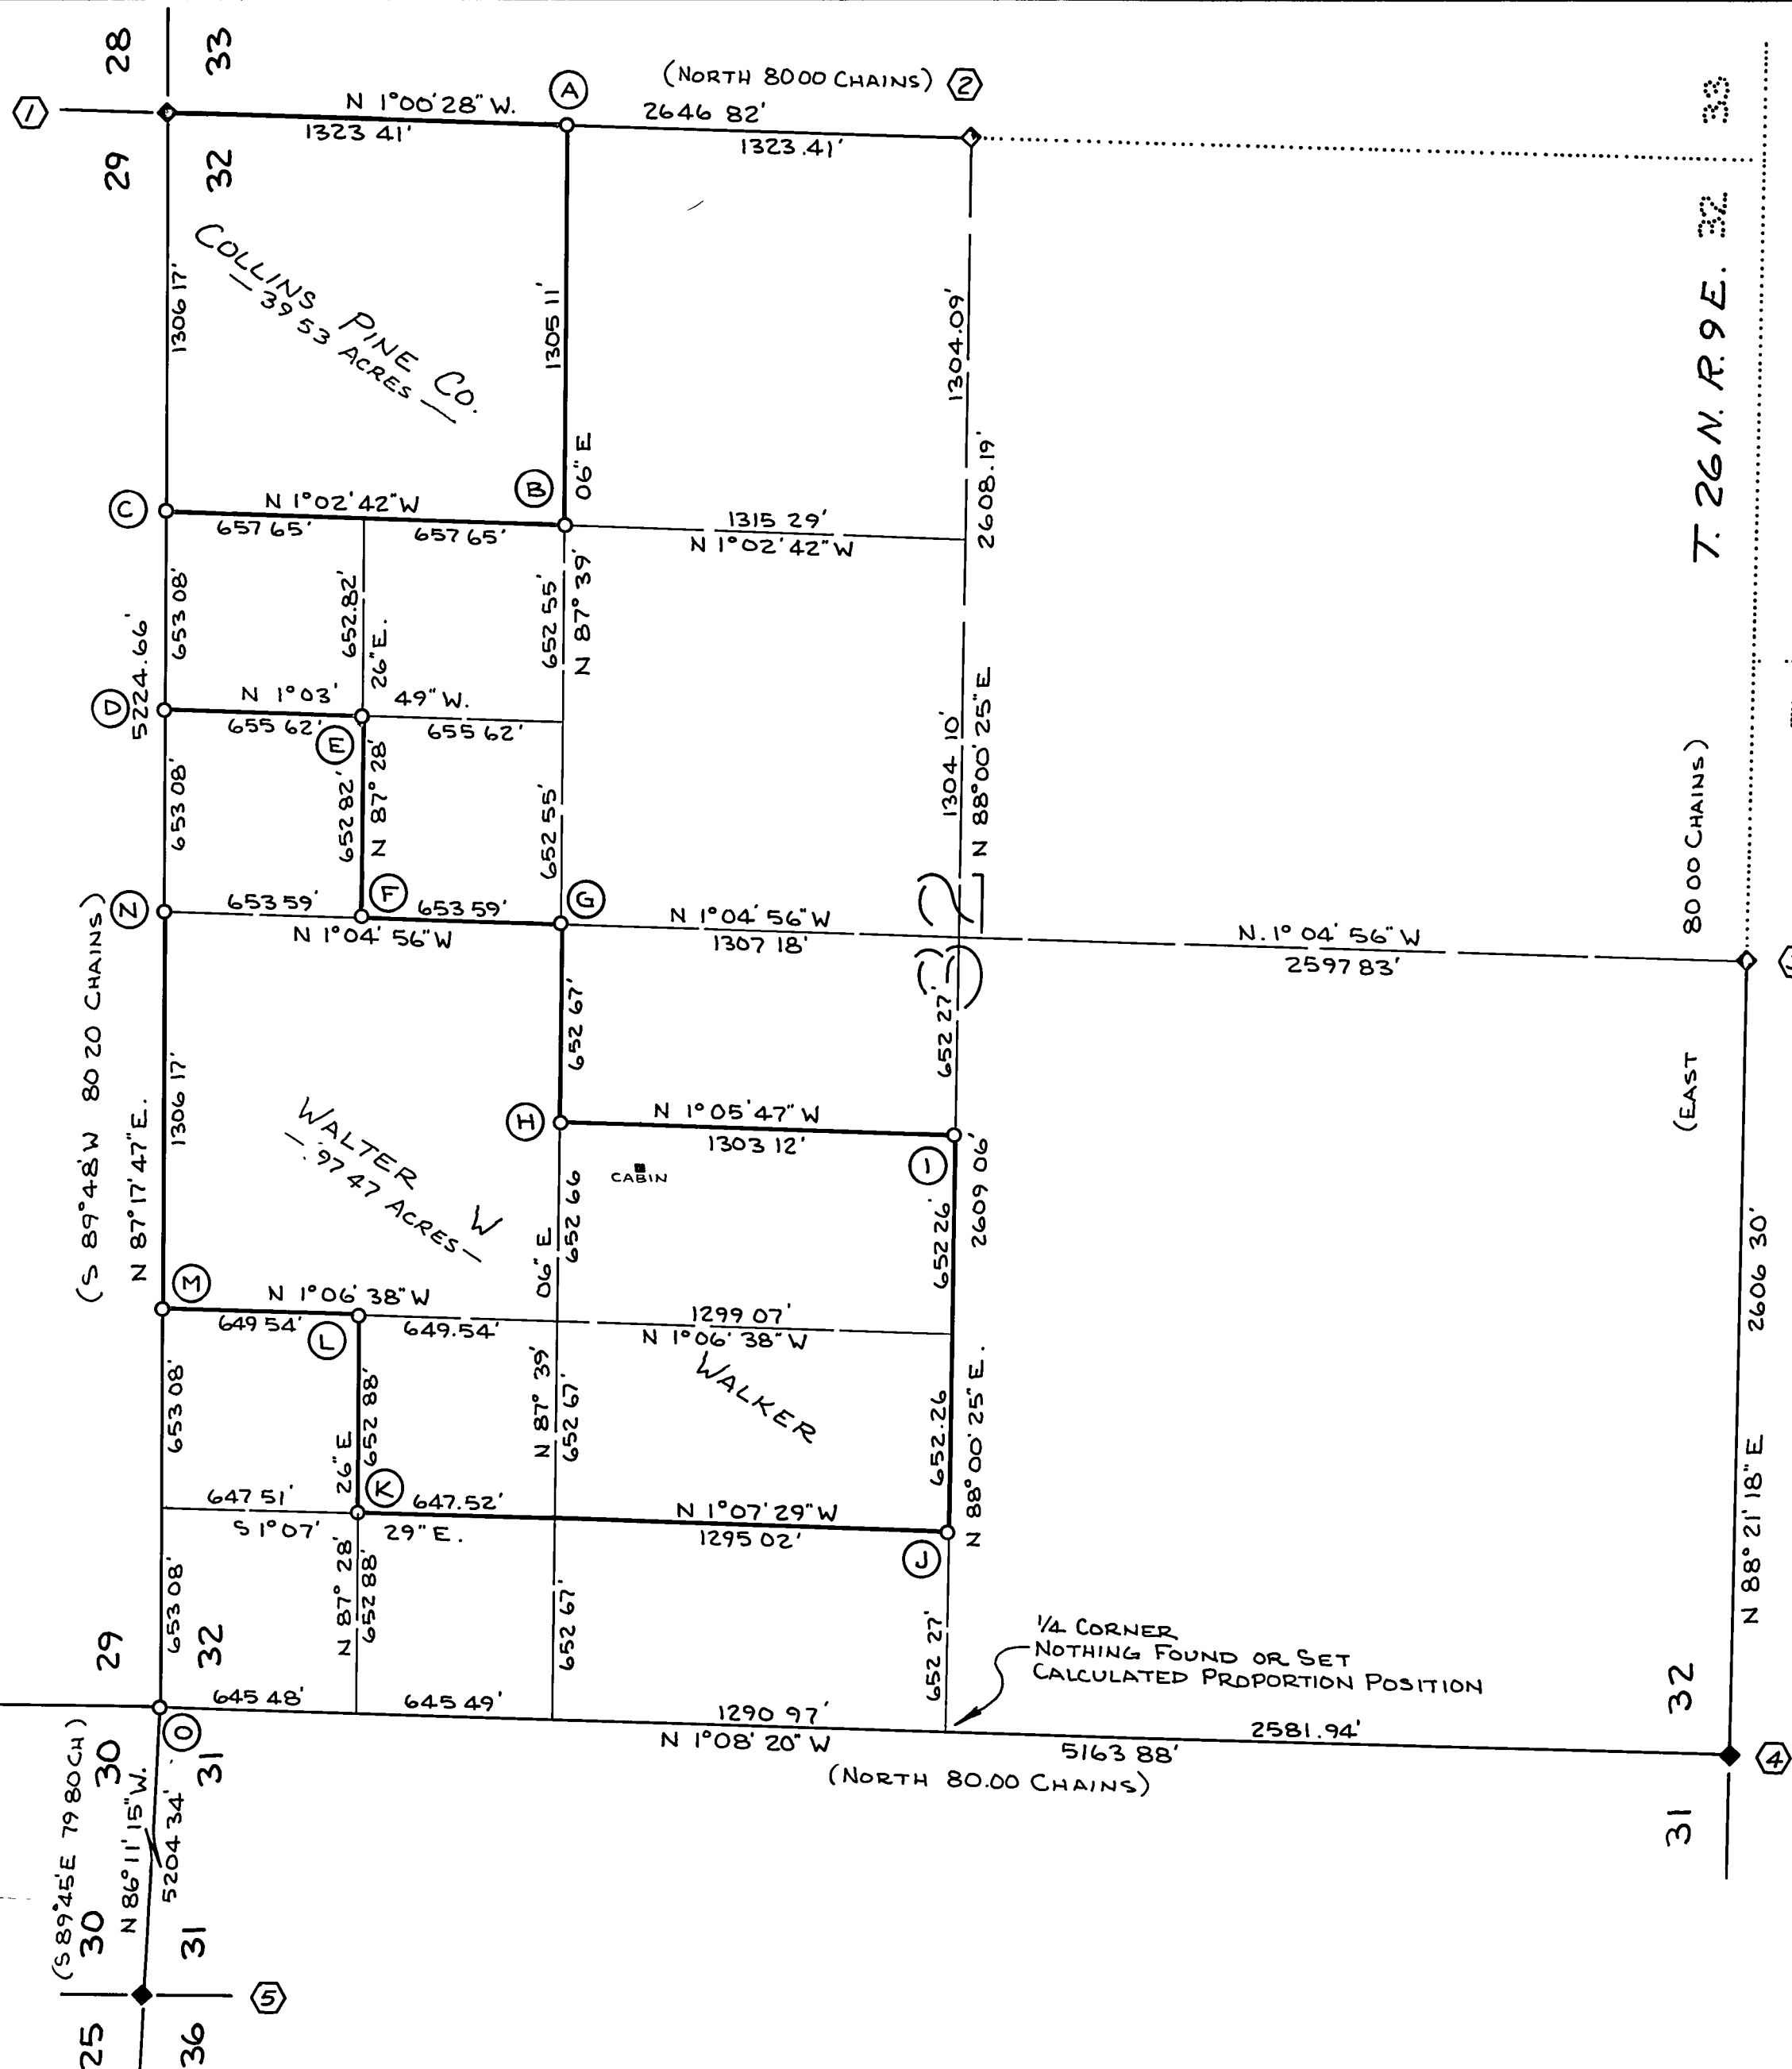 28
33
29
32
1
N 1°00'28" W.
1323 41'
A
(NORTH 80 00 CHAINS)
2
2646 82'
1323.41'
33
32
T. 26 N. R. 9 E.
COLLINS PINE CO.
— 39 53 ACRES —
1306 17'
1305 11'
1304.09'
2608.19'
06" E
B
C
N 1°02'42" W
657 65'
657 65'
1315 29'
N 1°02'42" W
653 08'
652.82'
26" E.
652 55'
N 87° 39'
5224.66'
D
N 1°03'
49" W.
655 62'
655 62'
E
653 08'
652 82'
N 87° 28'
652 55'
1304 10'
N 88°00'25" E
80 00 CHAINS)
(EAST
N
653 59'
F
653 59'
G
N 1°04'56" W
N 1°04'56" W
1307 18'
32
N. 1°04'56" W
2597 83'
(S 89°48'W 80 20 CHAINS)
N 87°17'47" E.
1306 17'
652 67'
652 27'
H
N 1°05'47" W
1303 12'
I
CABIN
WALTER W
— 97 47 ACRES —
WALKER
06" E
652 66
652 26'
2609 06'
2606 30'
N 88°21'18" E
M
N 1°06'38" W
649 54'
L
649.54'
1299 07'
N 1°06'38" W
653 08'
652 88'
26" E
N 87° 39'
652 67'
652.26
N 88°00'25" E.
647 51'
S 1°07'
K
647.52'
29" E.
N 1°07'29" W
1295 02'
J
653 08'
N 87° 28'
652 88'
652 67'
652 27'
1/4 CORNER
NOTHING FOUND OR SET
CALCULATED PROPORTION POSITION
29
32
32
645 48'
645 49'
1290 97'
N 1°08'20" W
2581.94'
5163 88'
(NORTH 80.00 CHAINS)
4
31
O
30
31
(S 89°45'E 79 80 CH)
N 86°11'15" W.
5204 34'
30
31
5
25
36